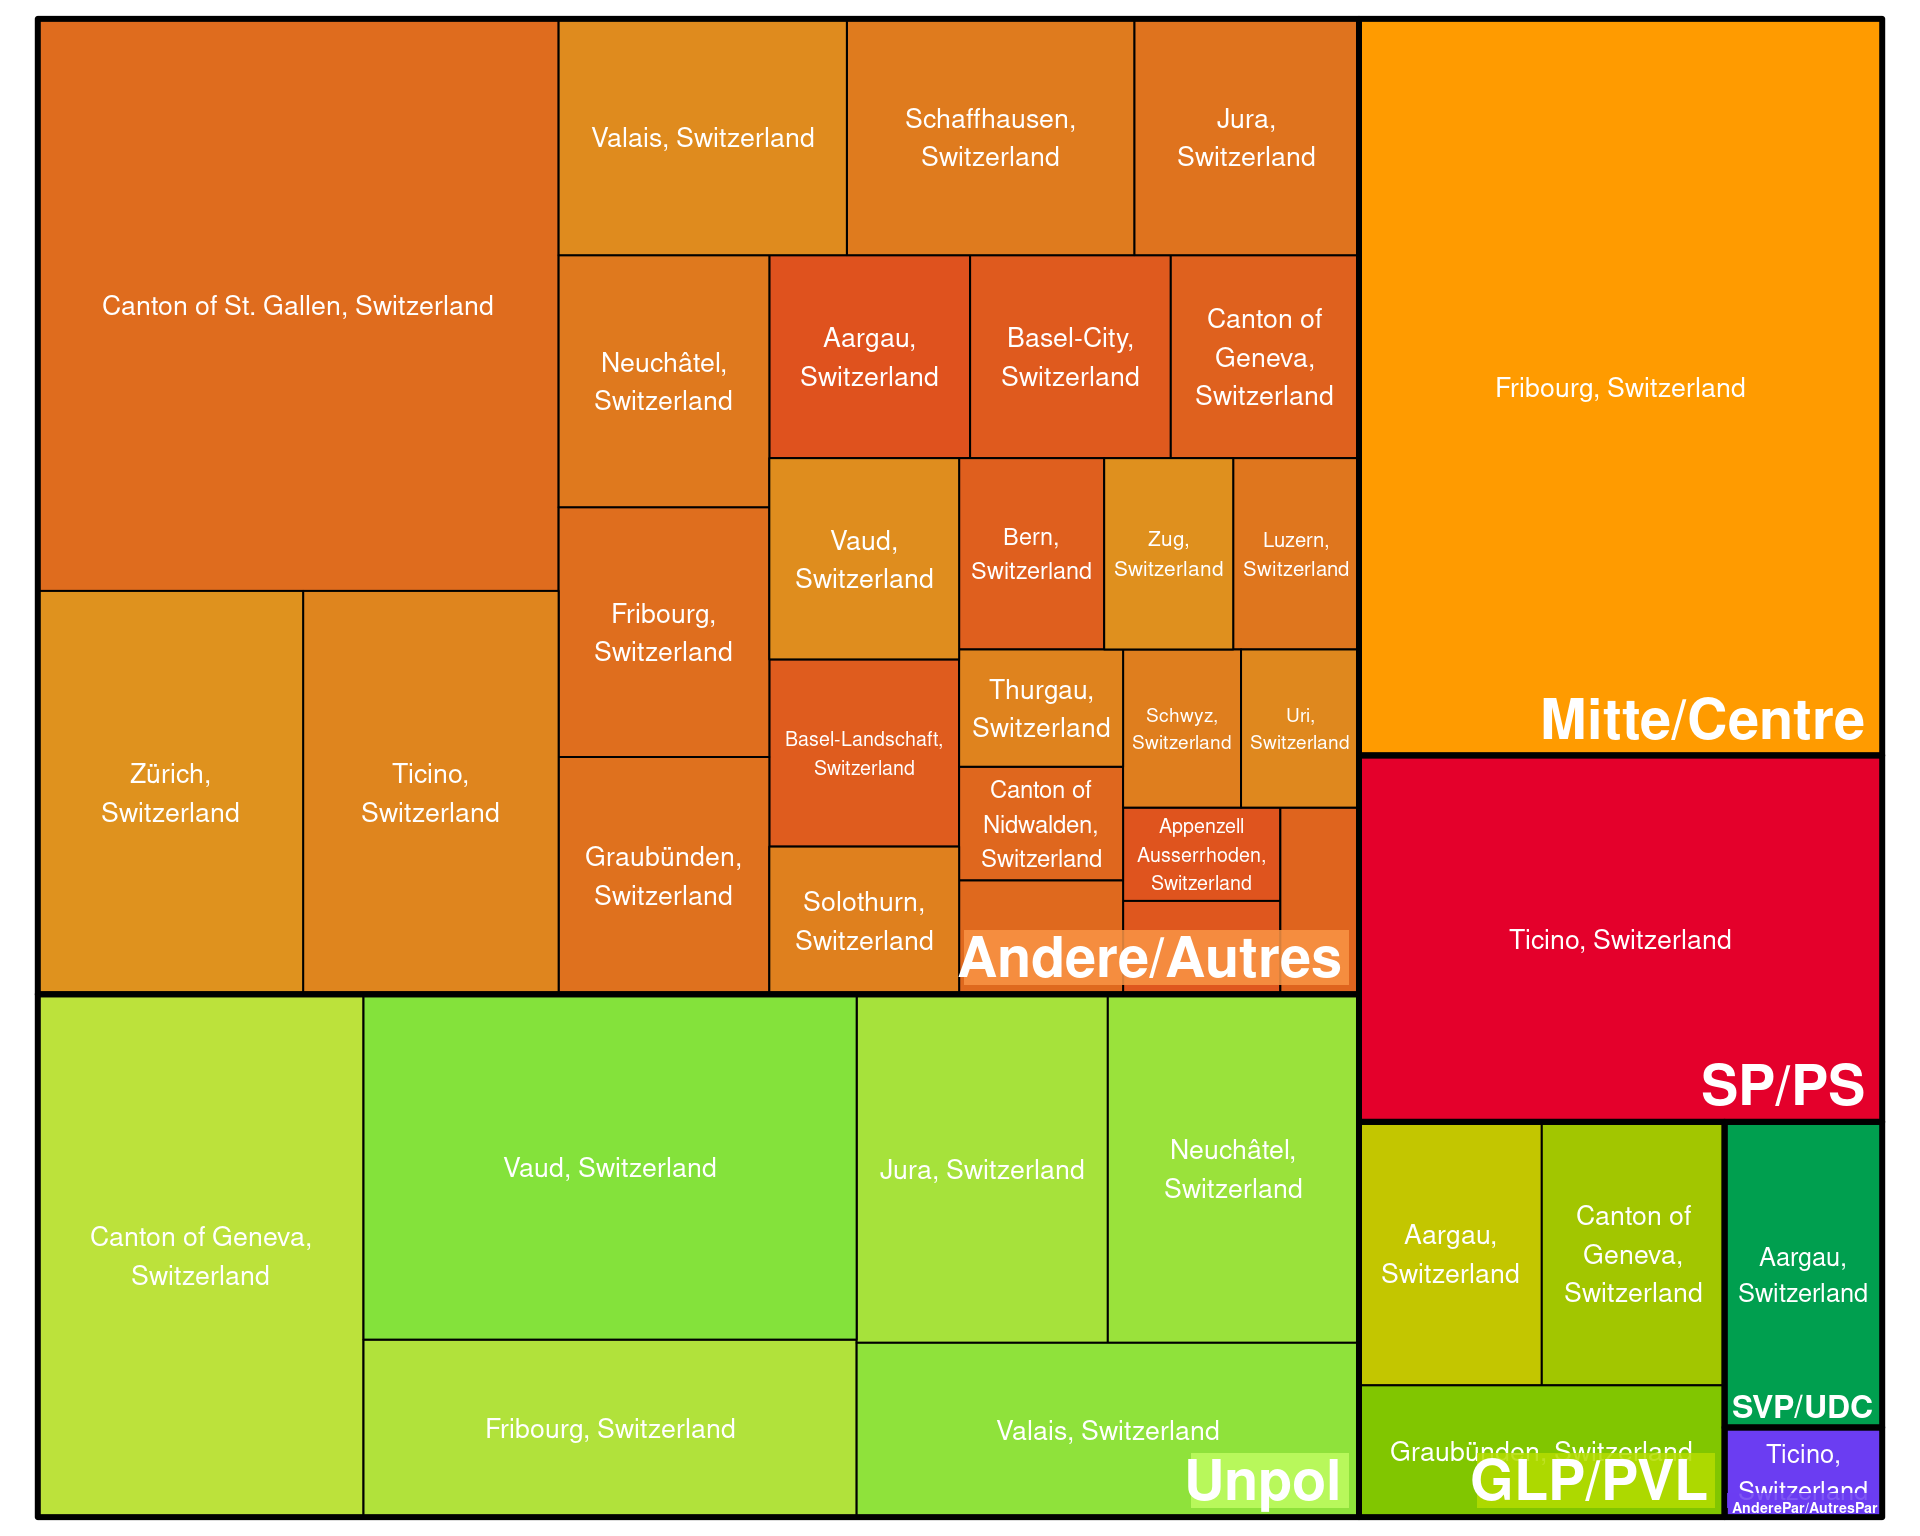 Canton of St. Gallen, Switzerland
Valais, Switzerland
Schaffhausen,
Switzerland
Jura,
Switzerland
Neuchâtel,
Switzerland
Aargau,
Switzerland
Basel-City,
Switzerland
Canton of
Geneva,
Switzerland
Fribourg,
Switzerland
Vaud,
Switzerland
Bern,
Switzerland
Zug,
Switzerland
Luzern,
Switzerland
Zürich,
Switzerland
Ticino,
Switzerland
Graubünden,
Switzerland
Basel-Landschaft,
Switzerland
Solothurn,
Switzerland
Thurgau,
Switzerland
Schwyz,
Switzerland
Uri,
Switzerland
Canton of
Nidwalden,
Switzerland
Appenzell
Ausserrhoden,
Switzerland
Andere/Autres
Fribourg, Switzerland
Mitte/Centre
Ticino, Switzerland
SP/PS
Canton of Geneva,
Switzerland
Vaud, Switzerland
Fribourg, Switzerland
Jura, Switzerland
Neuchâtel,
Switzerland
Valais, Switzerland
Unpol
Aargau,
Switzerland
Canton of
Geneva,
Switzerland
Graubünden, Switzerland
GLP/PVL
Aargau,
Switzerland
SVP/UDC
Ticino,
Switzerland
AnderePar/AutresPar